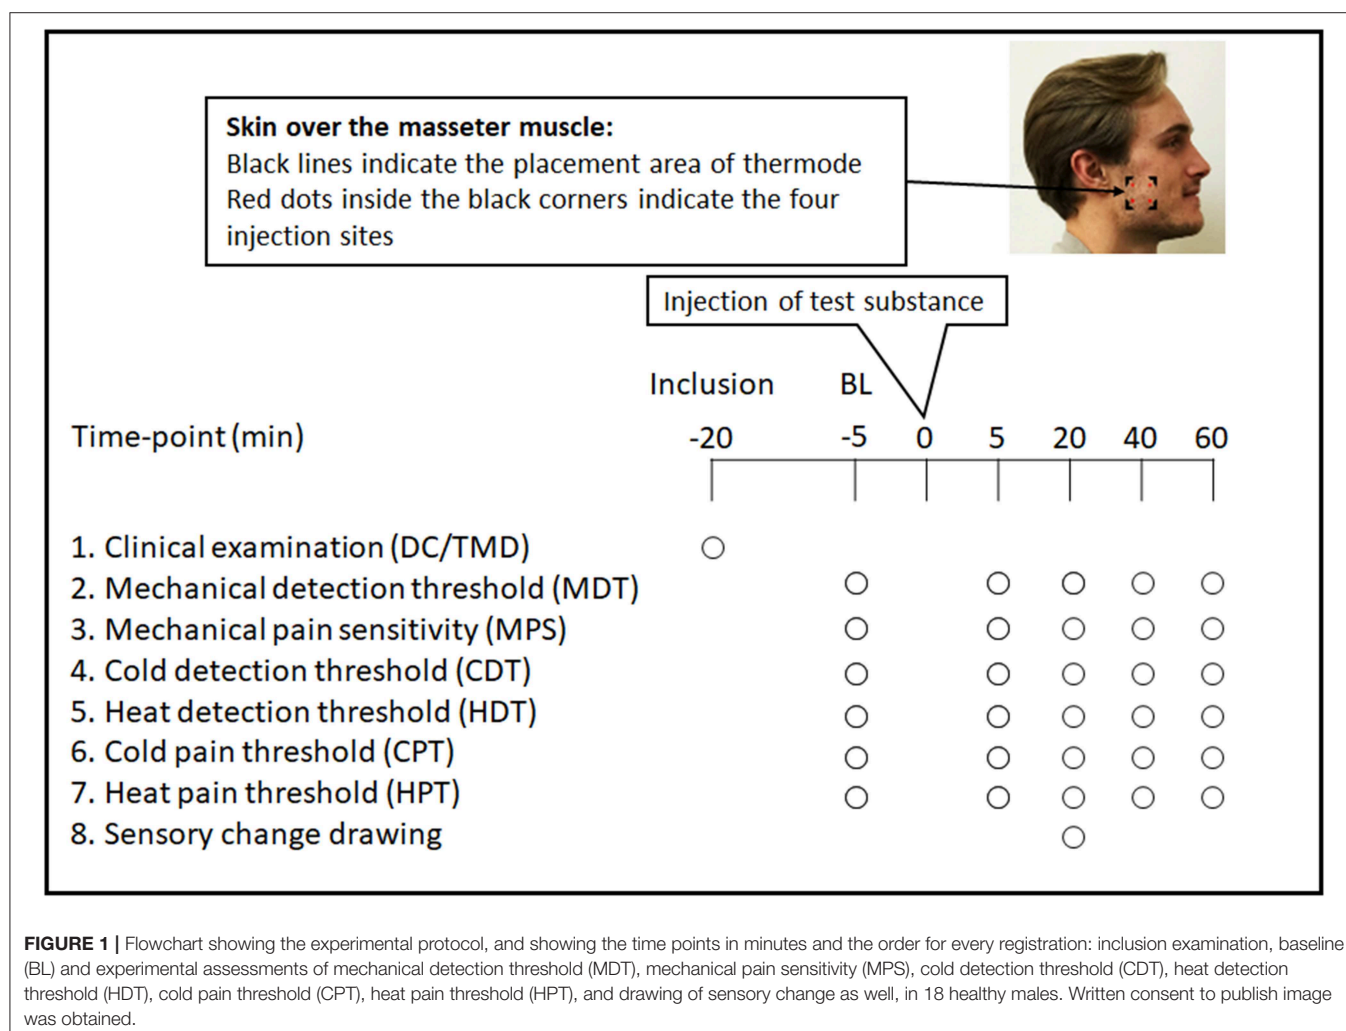 Skin over the masseter muscle:
Black lines indicate the placement area of thermode
Red dots inside the black corners indicate the four
injection sites
Injection of test substance
Inclusion BL
Time-point (min) -20 -5 0 5 20 40 60
1. Clinical examination (DC/TMD)
2. Mechanical detection threshold (MDT)
3. Mechanical pain sensitivity (MPS)
4. Cold detection threshold (CDT)
5. Heat detection threshold (HDT)
6. Cold pain threshold (CPT)
7. Heat pain threshold (HPT)
8. Sensory change drawing
FIGURE 1 | Flowchart showing the experimental protocol, and showing the time points in minutes and the order for every registration: inclusion examination, baseline
(BL) and experimental assessments of mechanical detection threshold (MDT), mechanical pain sensitivity (MPS), cold detection threshold (CDT), heat detection
threshold (HDT), cold pain threshold (CPT), heat pain threshold (HPT), and drawing of sensory change as well, in 18 healthy males. Written consent to publish image
was obtained.